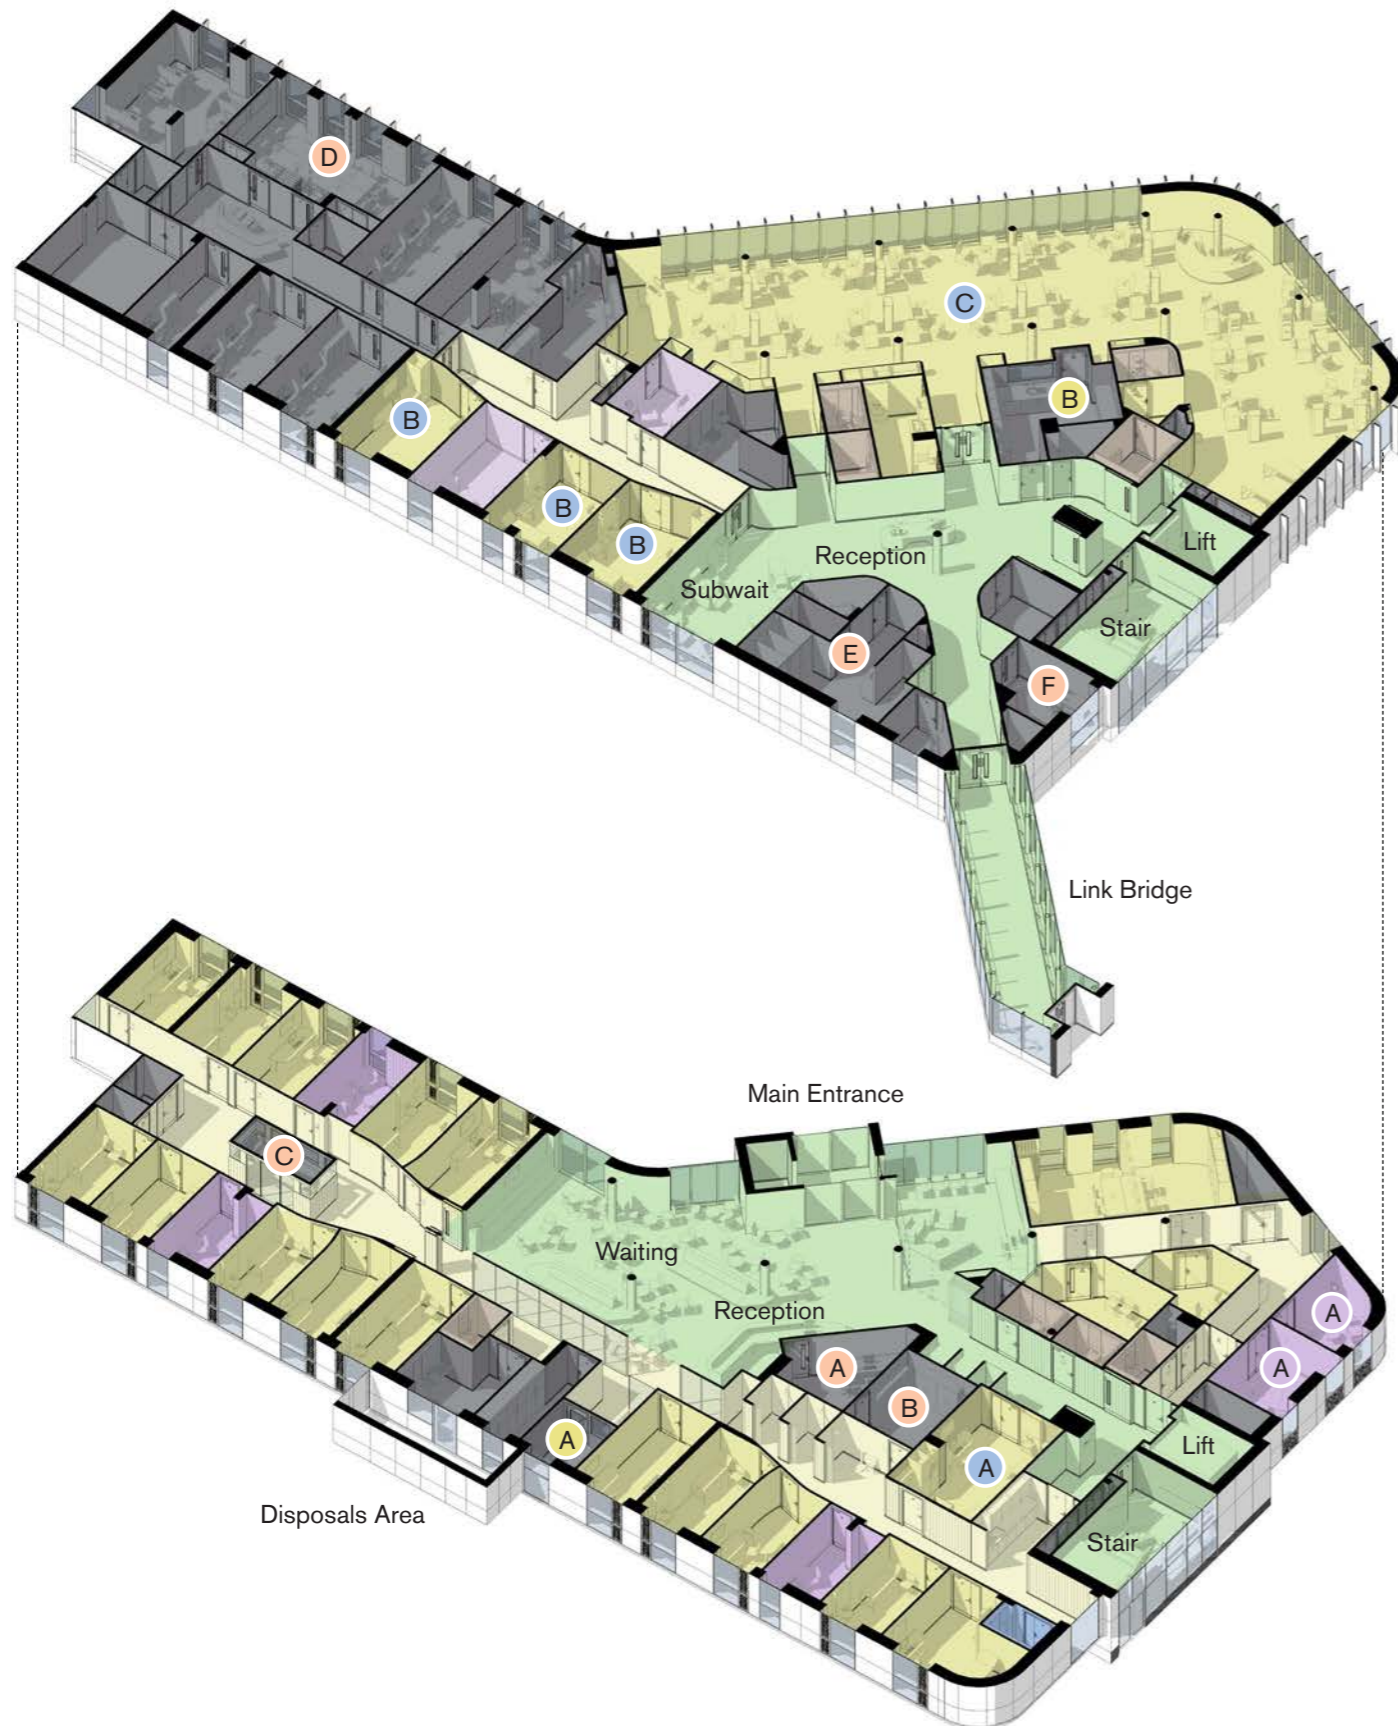 D
C
B
B
B
B
Lift
Reception
Subwait
Stair
E
F
Link Bridge
Main Entrance
C
Waiting
Reception
A
A
A
B
A
A
Lift
Disposals Area
Stair